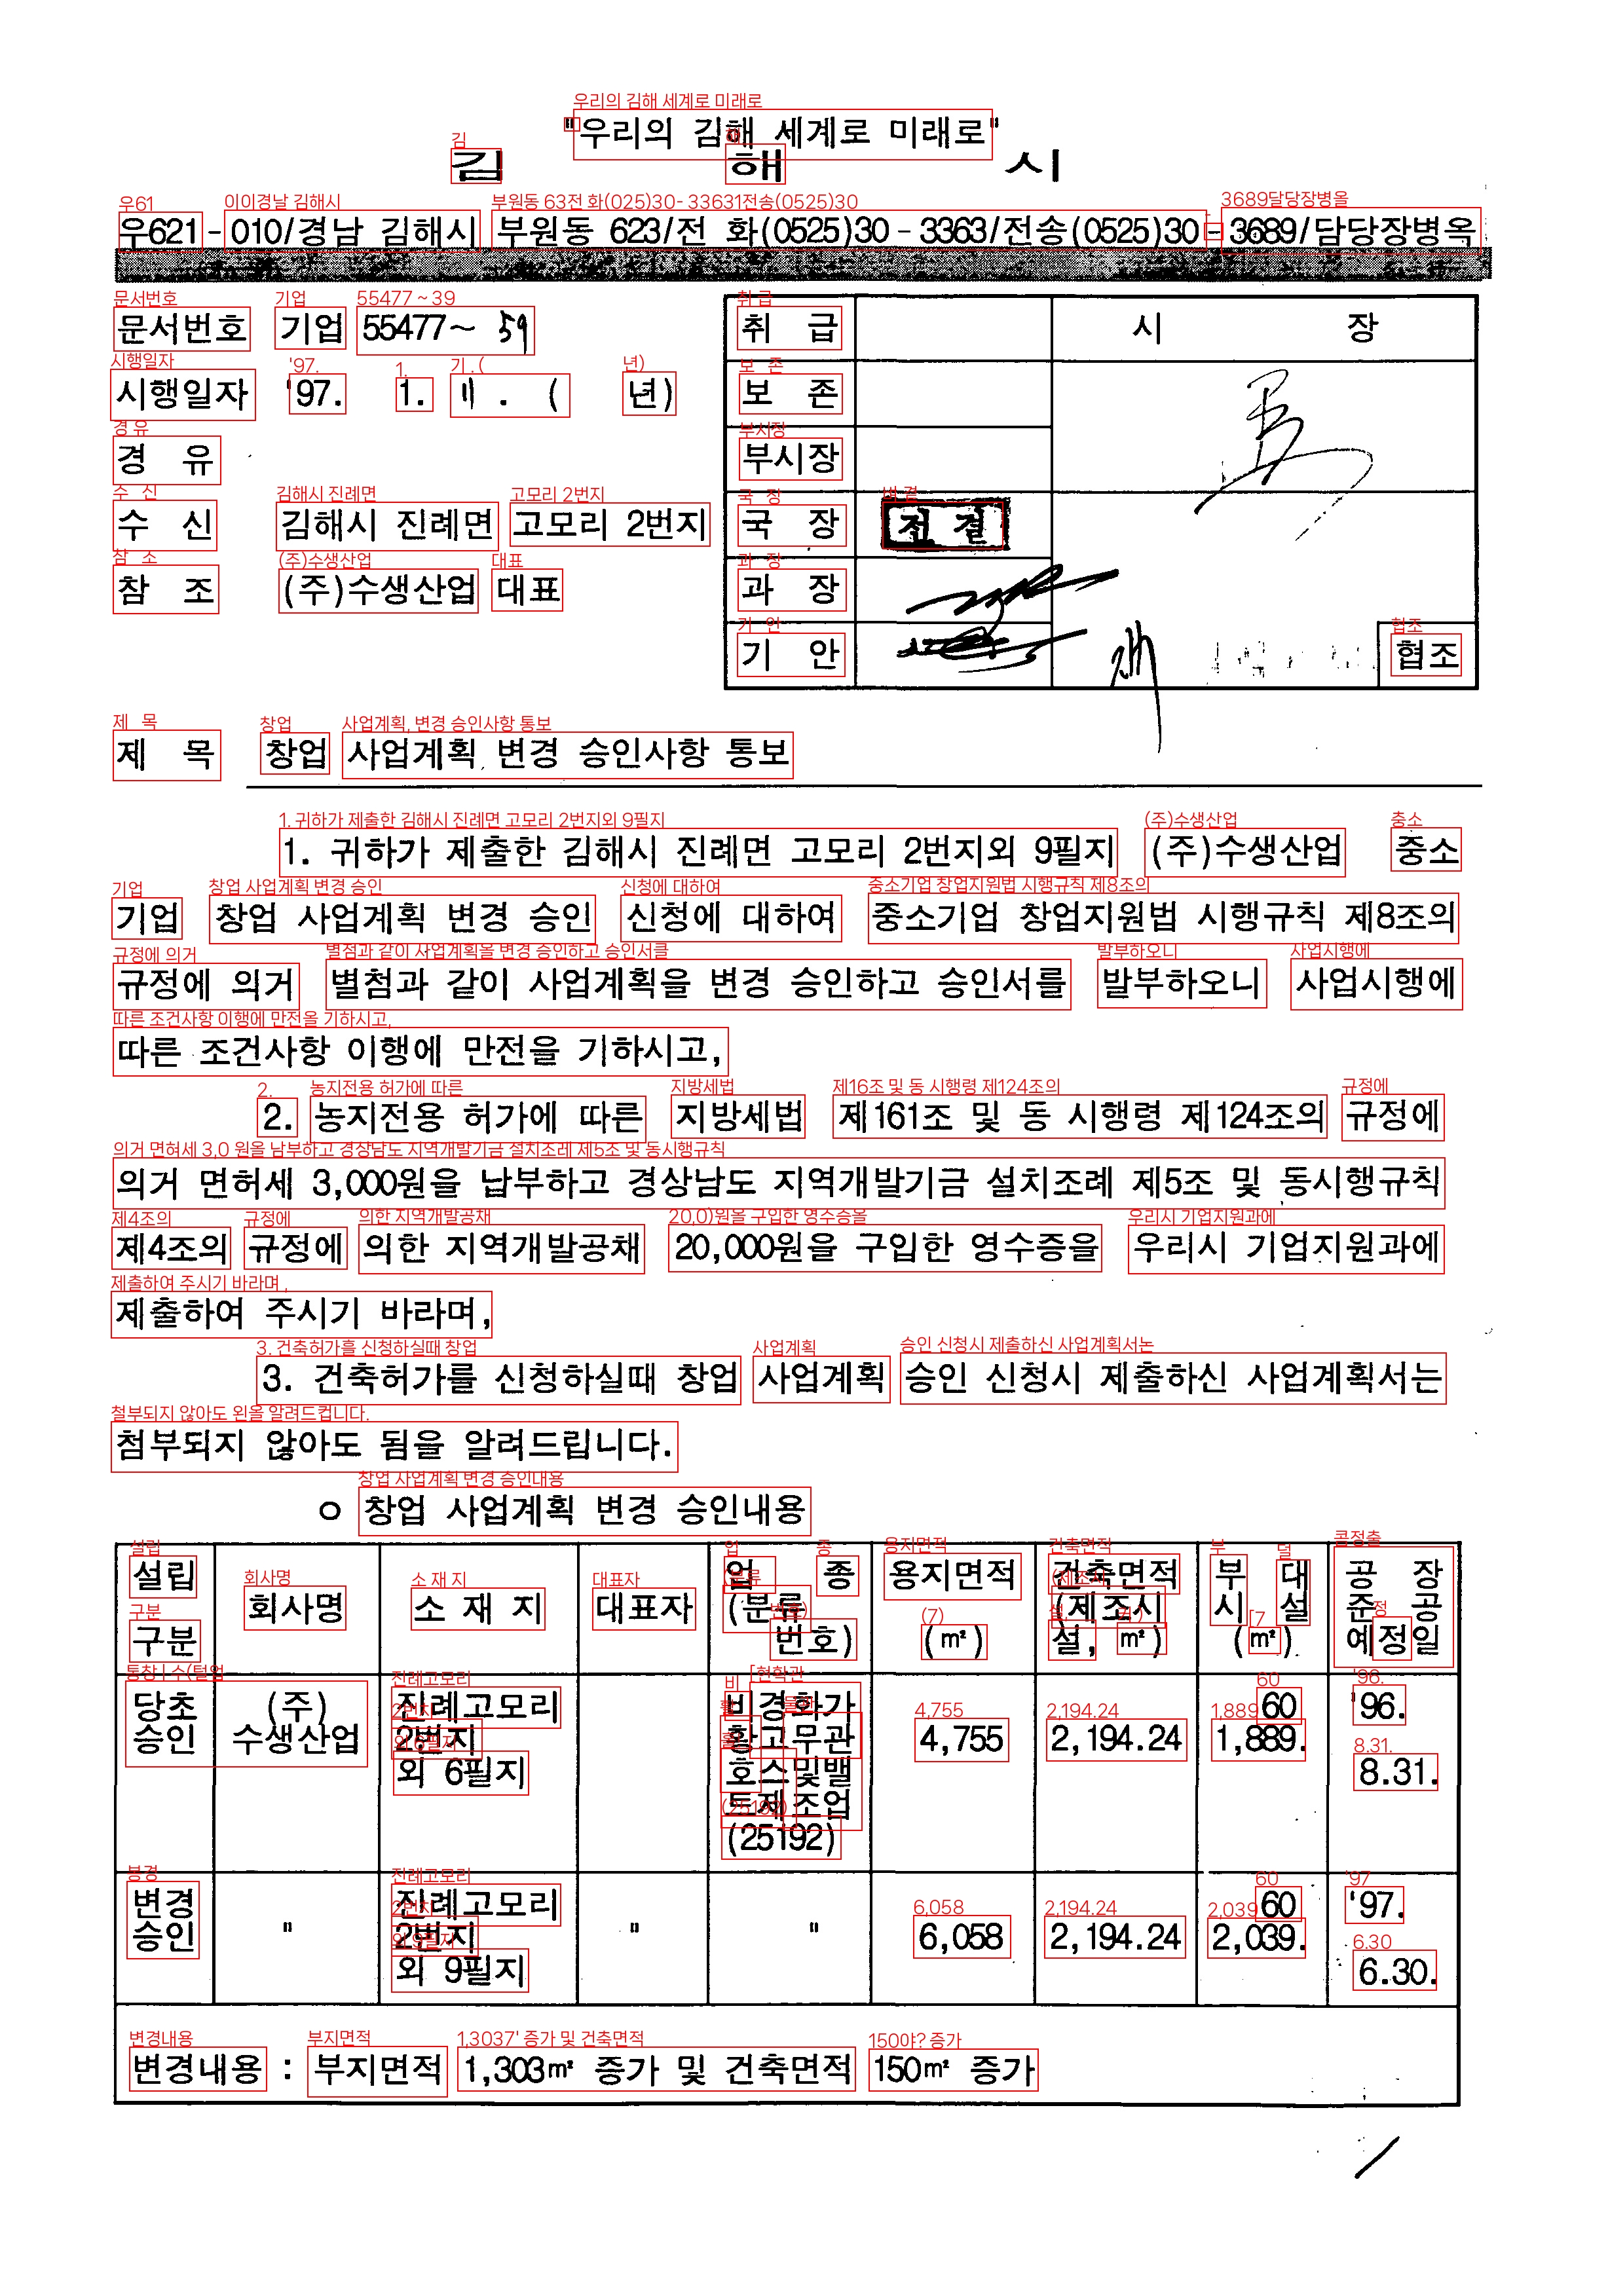 "우리의 김해 세계로 미래로"
김 해 시
우621-010/경남 김해시 부원동 623/전 화(0525)30-3363/전송(0525)30-3689/담당장병옥
문서번호 기업 55477~ 59
시행일자 '97. 1. 11. ( 년)
경 유
수 신 김해시 진례면 고모리 2번지
참 조 (주)수생산업 대표
취 급 시 장
보 존
부시장
국 장 전 결
과 장
기 안 협조
제 목 창업 사업계획 변경 승인사항 통보
1. 귀하가 제출한 김해시 진례면 고모리 2번지외 9필지 (주)수생산업 중소
기업 창업 사업계획 변경 승인 신청에 대하여 중소기업 창업지원법 시행규칙 제8조의
규정에 의거 별첨과 같이 사업계획을 변경 승인하고 승인서를 발부하오니 사업시행에
따른 조건사항 이행에 만전을 기하시고,
2. 농지전용 허가에 따른 지방세법 제161조 및 동 시행령 제124조의 규정에
의거 면허세 3,000원을 납부하고 경상남도 지역개발기금 설치조례 제5조 및 동시행규칙
제4조의 규정에 의한 지역개발공채 20,000원을 구입한 영수증을 우리시 기업지원과에
제출하여 주시기 바라며,
3. 건축허가를 신청하실때 창업 사업계획 승인 신청시 제출하신 사업계획서는
첨부되지 않아도 됨을 알려드립니다.
ㅇ 창업 사업계획 변경 승인내용
설립 구분 회사명 소 재 지 대표자 업 종 (분류 번호) 용지면적 (㎡) 건축면적 (제조시설, ㎡) 부 대 시 설 (㎡) 공 장 준 공 예정일
당초 승인 (주) 수생산업 진례고모리 2번지 외 6필지 비경화가황고무관호스및밸트제조업 (25192) 4,755 2,194.24 1,889.60 '96. 8.31.
변경 승인 " 진례고모리 2번지 외 9필지 " " 6,058 2,194.24 2,039.60 '97. 6.30.
변경내용 : 부지면적 1,303㎡ 증가 및 건축면적 150㎡ 증가